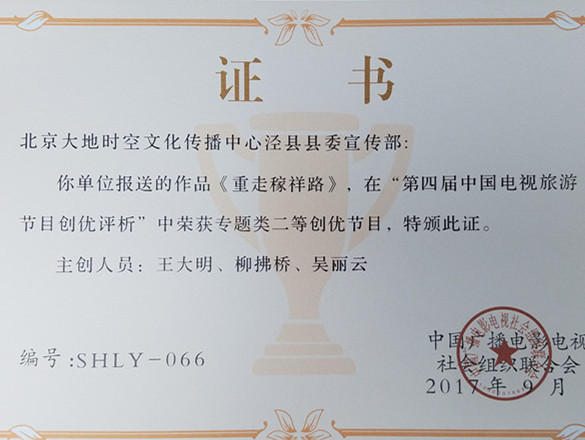 证 书
北京大地时空文化传播中心泾县县委宣传部:
你单位报送的作品《重走稼祥路》, 在“第四届中国电视旅游
节目创优评析”中荣获专题类二等创优节目, 特颁此证。
主创人员: 王大明、柳拂桥、吴丽云
编号:SHLY-066
中国广播电影电视
社会组织联合会
2017年9月